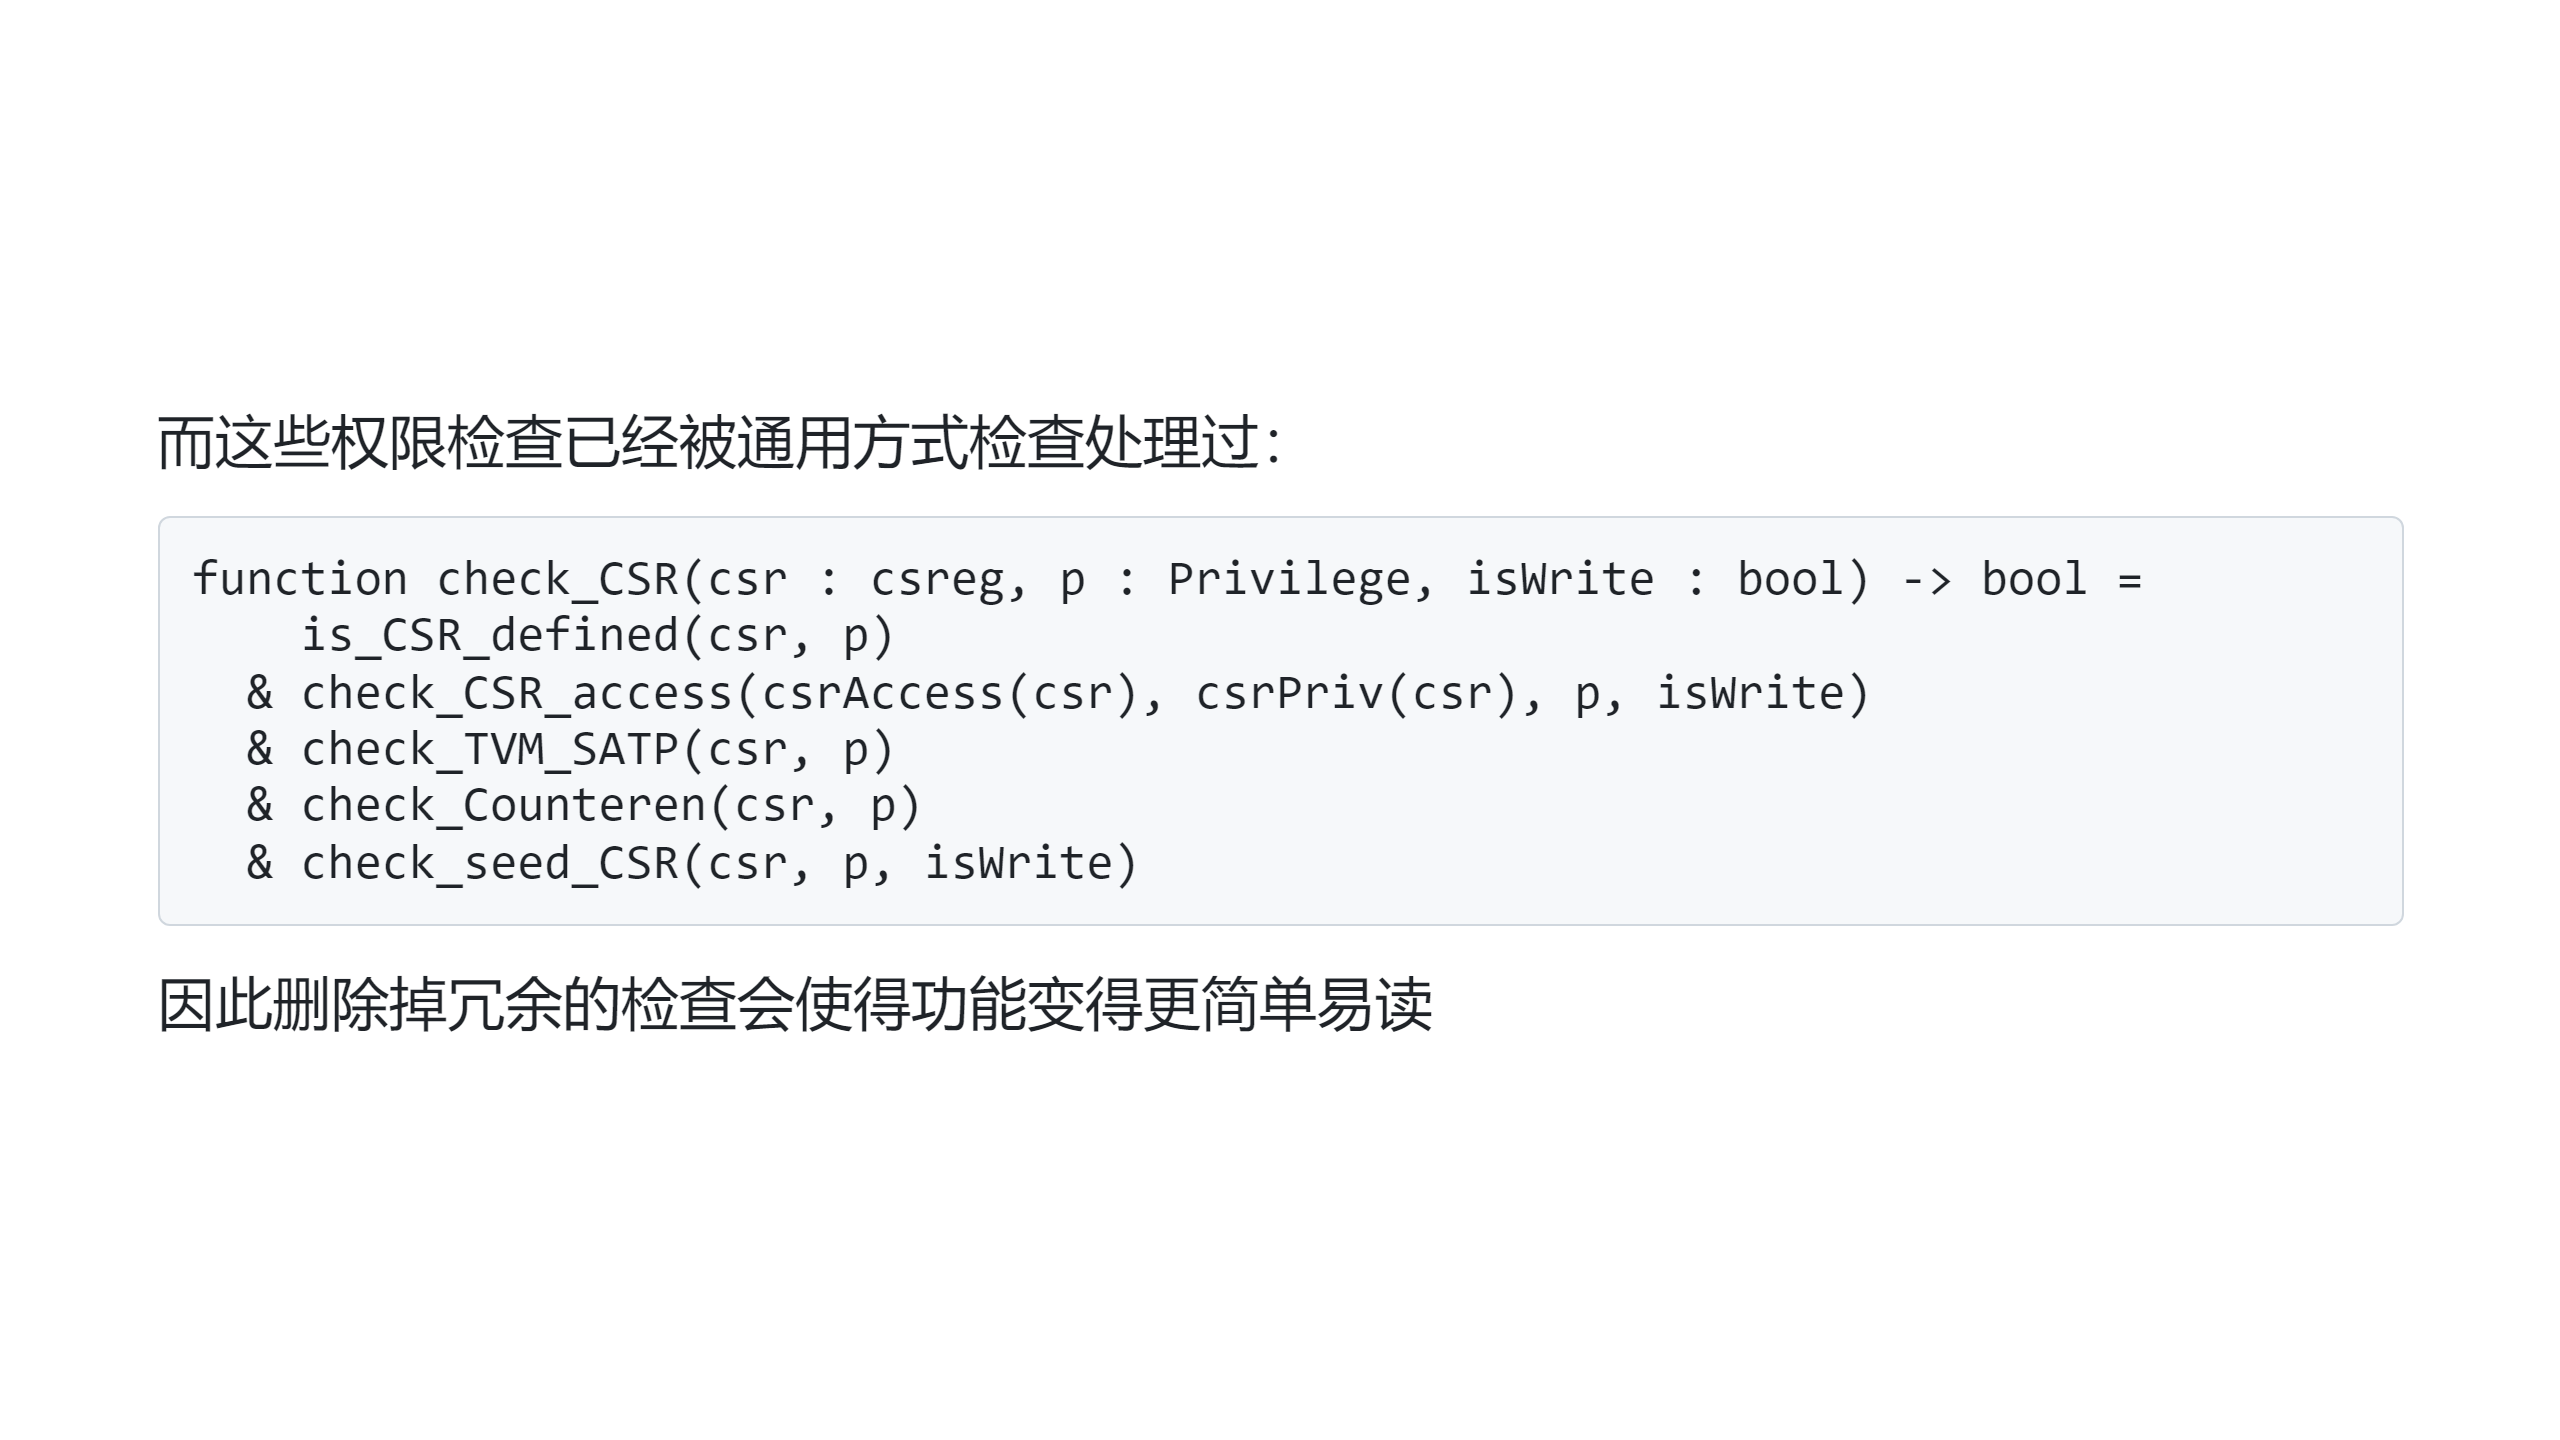 而这些权限检查已经被通用方式检查处理过：
function check_CSR(csr : csreg, p : Privilege, isWrite : bool) -> bool =
    is_CSR_defined(csr, p)
  & check_CSR_access(csrAccess(csr), csrPriv(csr), p, isWrite)
  & check_TVM_SATP(csr, p)
  & check_Counteren(csr, p)
  & check_seed_CSR(csr, p, isWrite)
因此删除掉冗余的检查会使得功能变得更简单易读